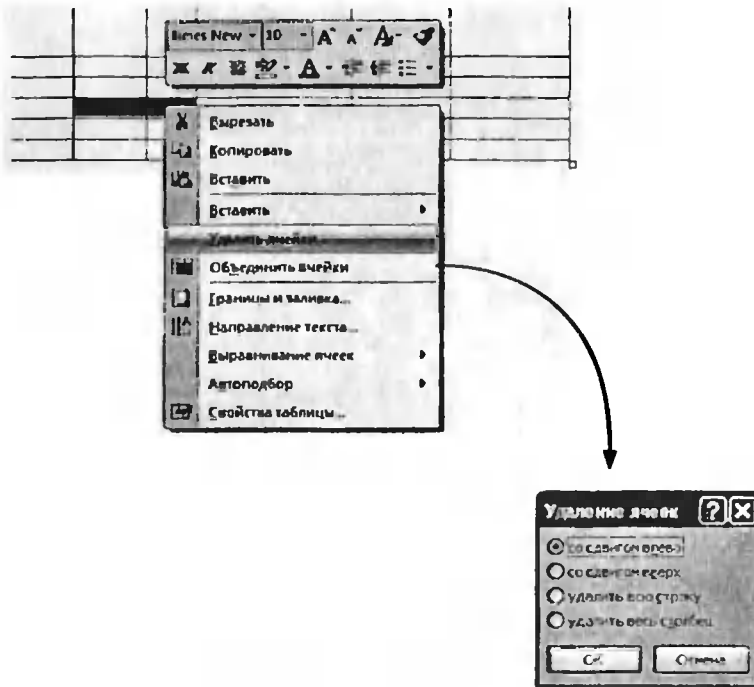 Times New 10
Вырезать
Копировать
Вставить
Вставить
Удалить ячейки...
Объединить ячейки
Границы и заливка...
Направление текста...
Выравнивание ячеек
Автоподбор
Свойства таблицы...
Удаление ячеек
со сдвигом влево
со сдвигом вверх
удалить всю строку
удалить весь столбец
ОК Отмена